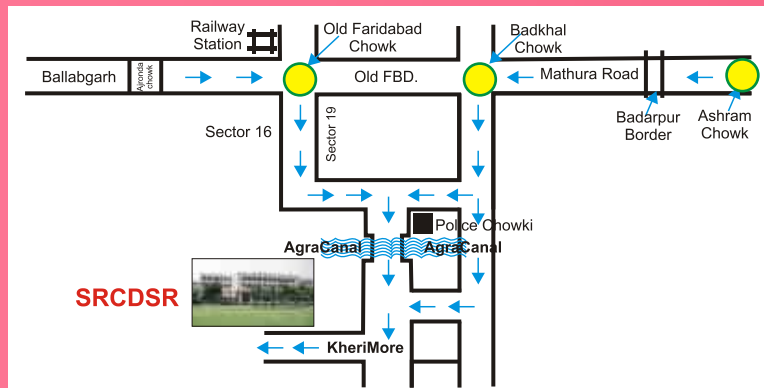 Railway
Station
Old Faridabad
Chowk
Badkhal
Chowk
Ballabgarh
Ajronda
chowk
Old FBD.
Mathura Road
Badarpur
Border
Ashram
Chowk
Sector 16
Sector 19
Police Chowki
AgraCanal
AgraCanal
SRCDSR
KheriMore